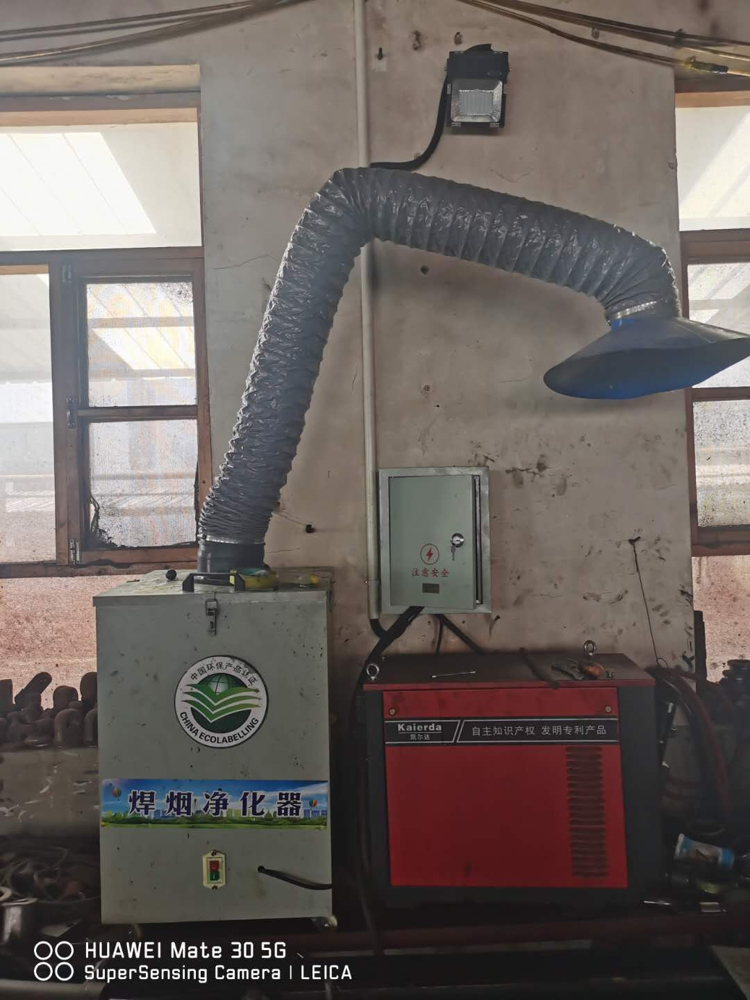 注意安全
中国环保产品认证
CHINA ECOLABELLING
焊烟净化器
Kaierda
凯尔达
自主知识产权 发明专利产品
HUAWEI Mate 30 5G
SuperSensing Camera | LEICA